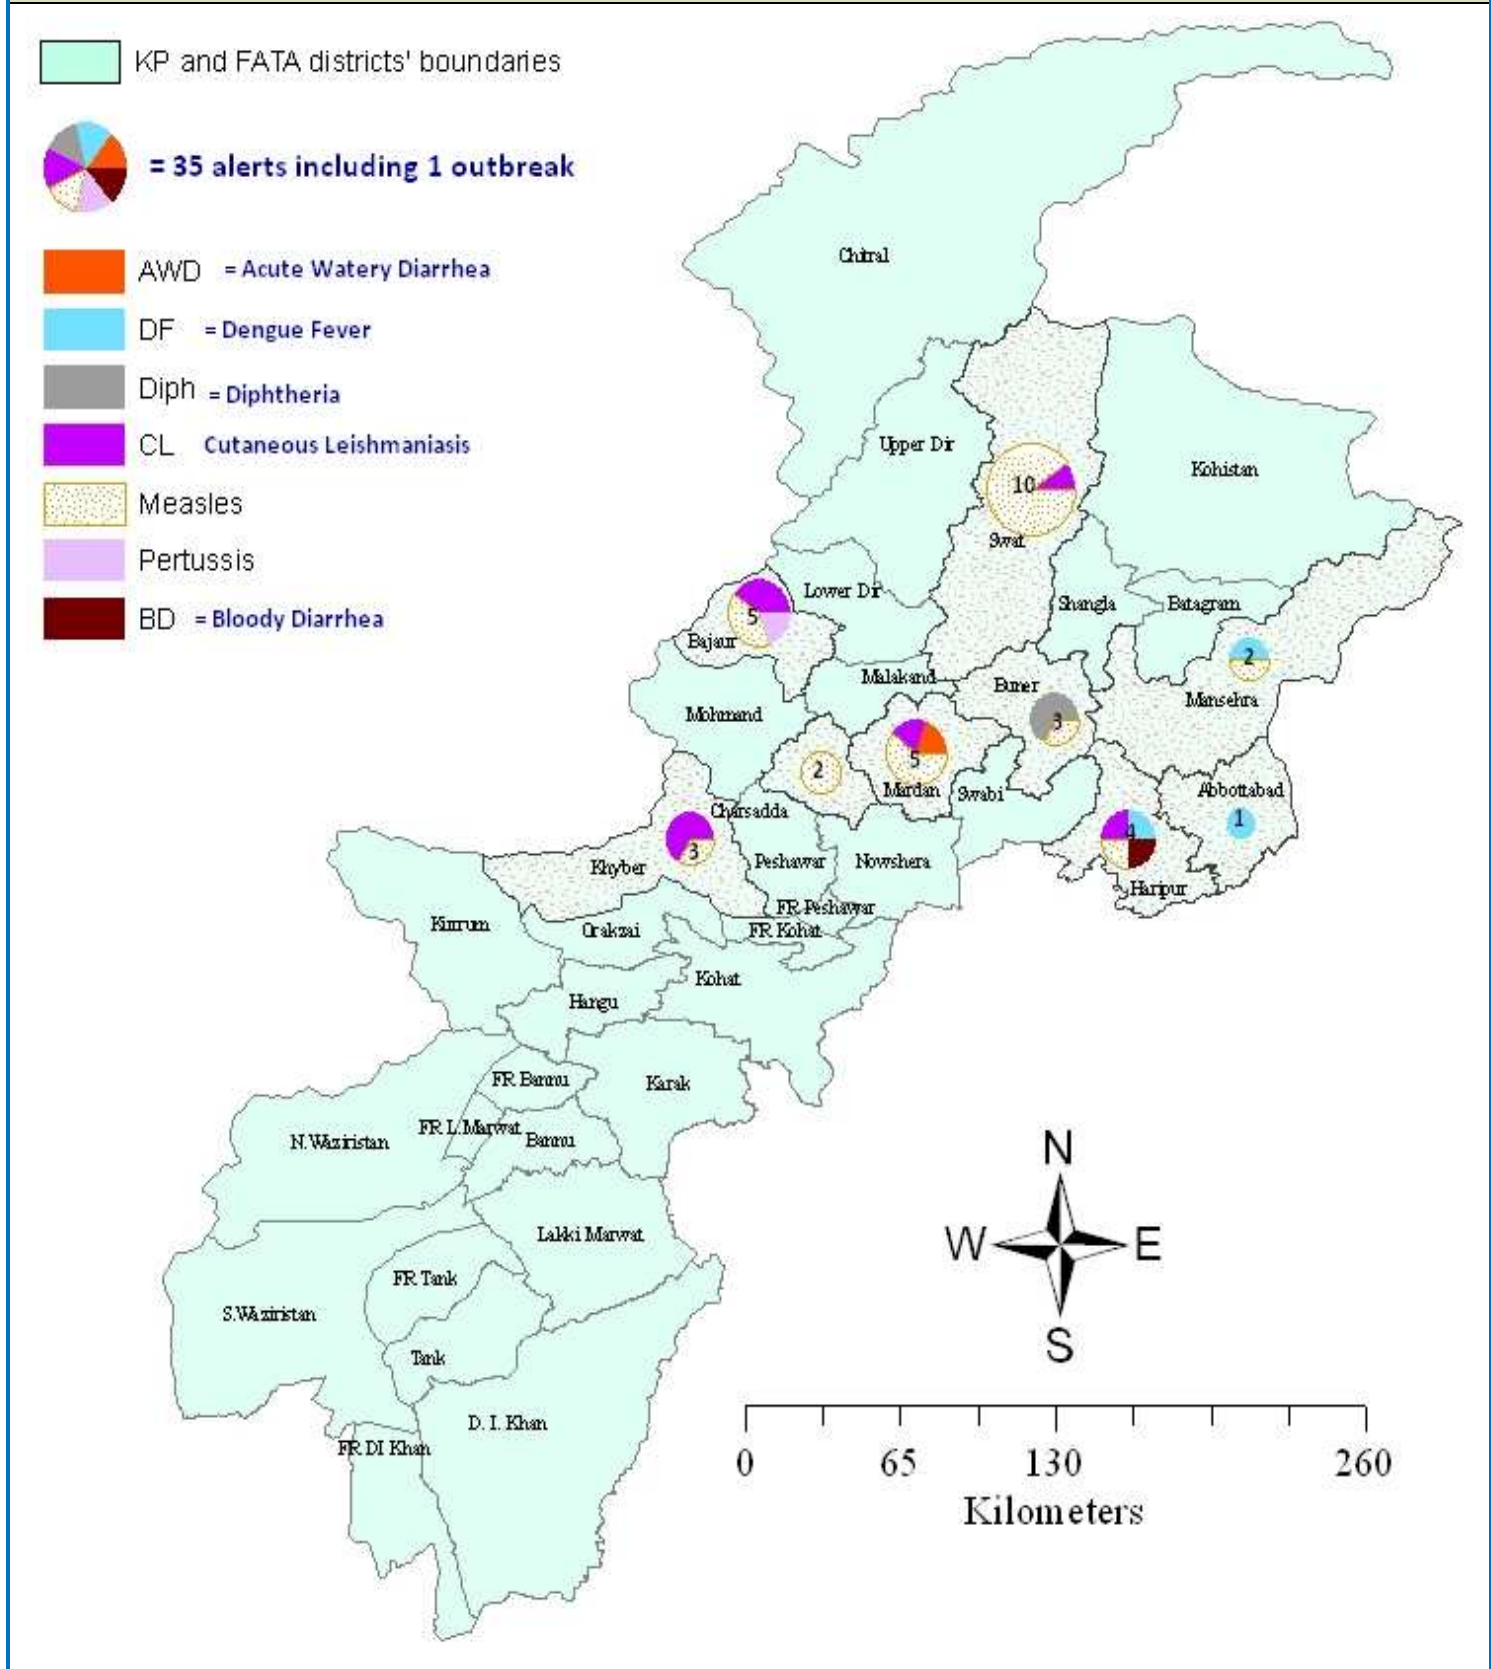 KP and FATA districts' boundaries
= 35 alerts including 1 outbreak
AWD = Acute Watery Diarrhea
DF = Dengue Fever
Diph = Diphtheria
CL Cutaneous Leishmaniasis
Measles
Pertussis
BD = Bloody Diarrhea
Chitral
Upper Dir
Kohistan
10
Swat
Lower Dir
Shangla
Batagram
5
Bajaur
2
Malakand
Buner
Mansehra
Mohmand
3
2
5
Mardan
Swabi
Abbottabad
Charsadda
1
4
3
Khyber
Peshawar
Nowshera
Haripur
FR Peshawar
Kurrum
Orakzai
FR Kohat
Kohat
Hangu
FR Bannu
Karak
FR L.Marwat
N.Waziristan
Bannu
N
Lakki Marwat
W
E
FR Tank
S.Waziristan
S
Tank
D. I. Khan
FR DI Khan
0 65 130 260
Kilometers